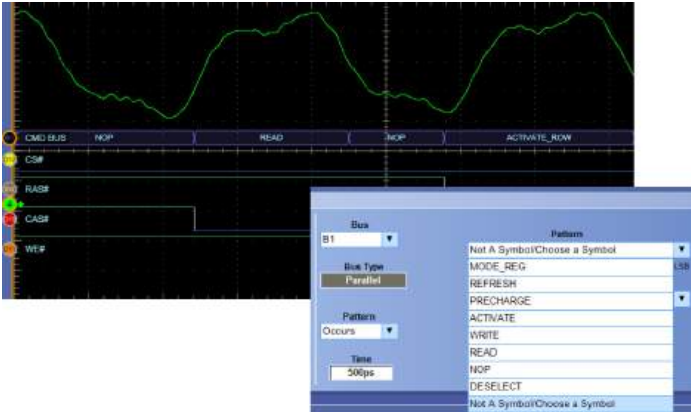 CMD BUS NOP READ NOP ACTIVATE_ROW
CS#
RAS#
CAS#
WE#
Bus
B1
Bus Type
Parallel
Pattern
Occurs
Time
500ps
Pattern
Not A Symbol/Choose a Symbol
LSB
MODE_REG
REFRESH
PRECHARGE
ACTIVATE
WRITE
READ
NOP
DESELECT
Not A Symbol/Choose a Symbol